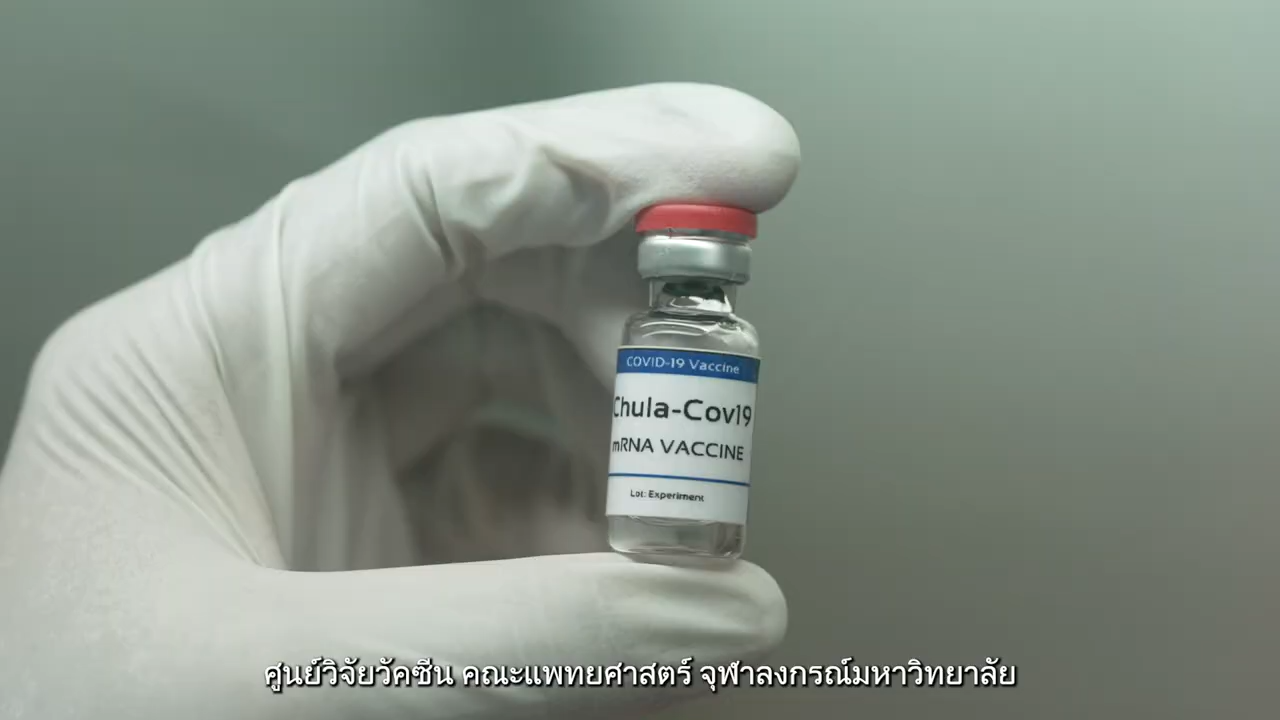 COVID-19 Vaccine
Chula-Cov19
mRNA VACCINE
Lot: Experiment
ศูนย์วิจัยวัคซีน คณะแพทยศาสตร์ จุฬาลงกรณ์มหาวิทยาลัย